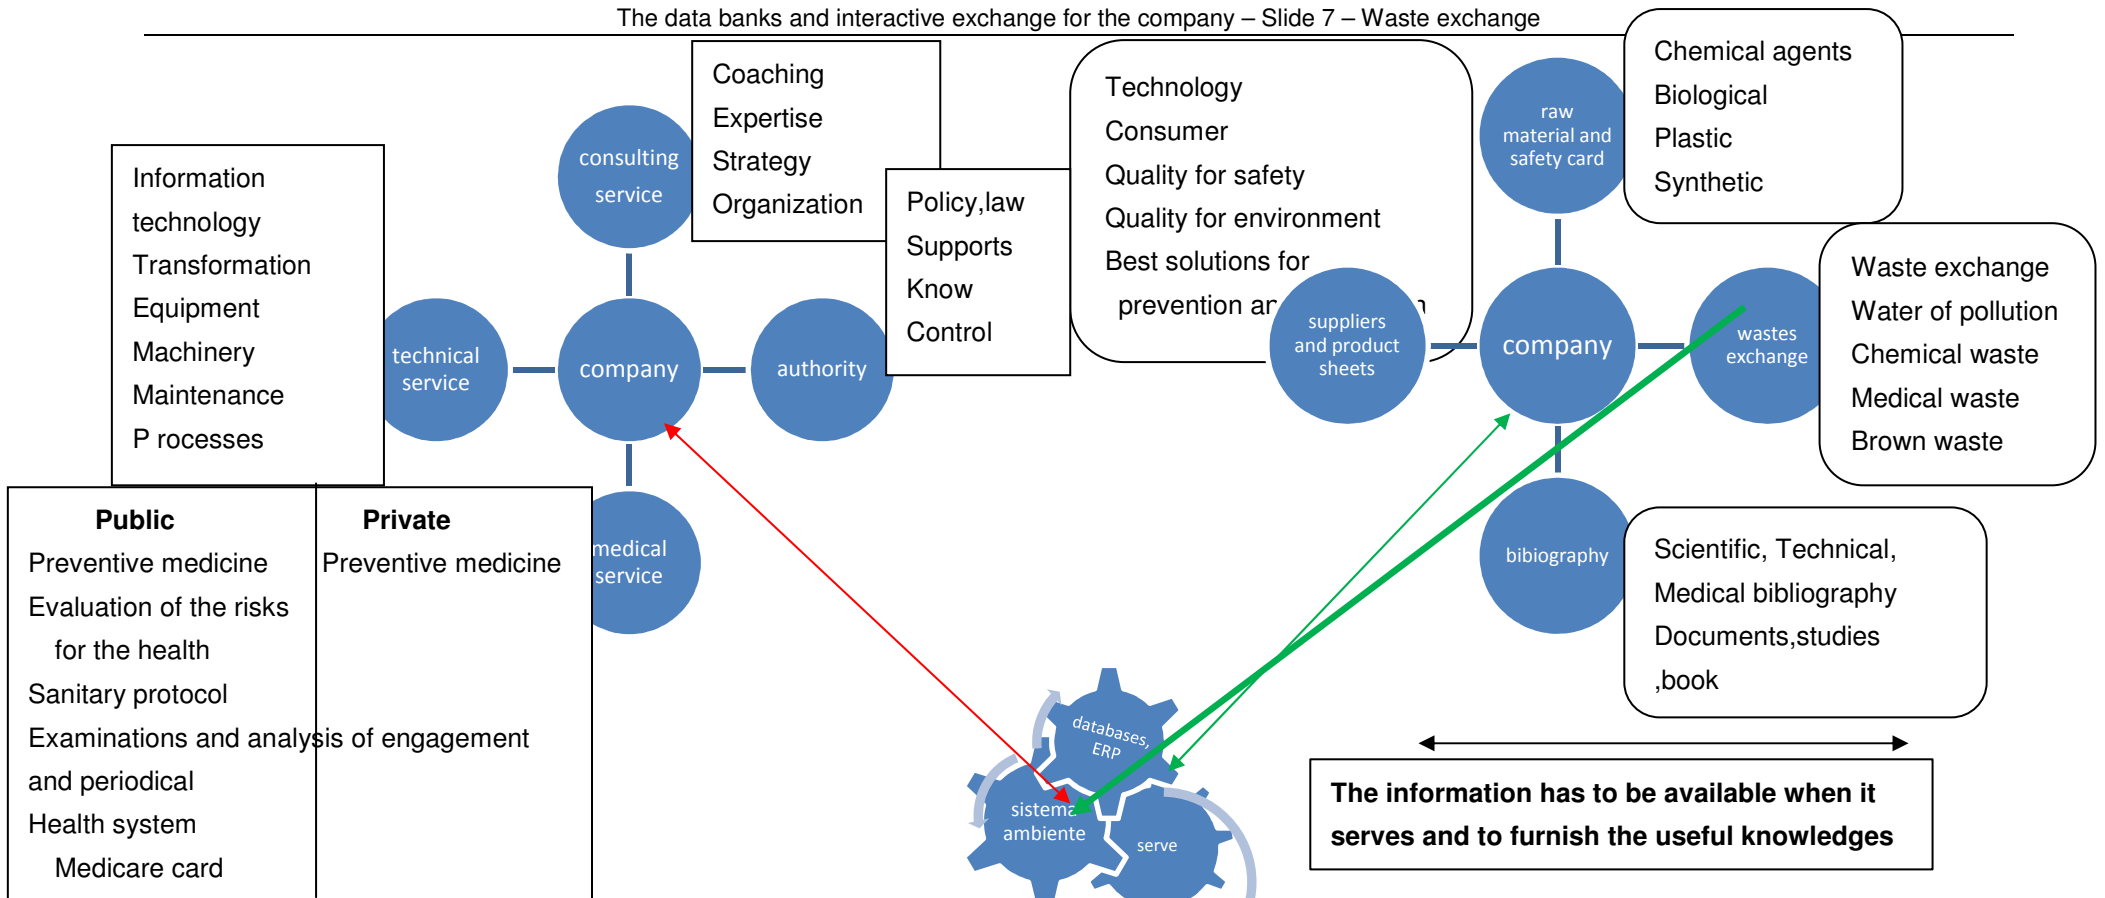 The data banks and interactive exchange for the company – Slide 7 – Waste exchange
consulting
service
Coaching
Expertise
Strategy
Organization
Information
technology
Transformation
Equipment
Machinery
Maintenance
P rocesses
technical
service
company
authority
Policy,law
Supports
Know
Control
medical
service
Public
Preventive medicine
Evaluation of the risks
for the health
Sanitary protocol
Examinations and analysis of engagement
and periodical
Health system
Medicare card
Private
Preventive medicine
Technology
Consumer
Quality for safety
Quality for environment
Best solutions for
prevention
suppliers
and product
sheets
raw
material and
safety card
Chemical agents
Biological
Plastic
Synthetic
company
wastes
exchange
Waste exchange
Water of pollution
Chemical waste
Medical waste
Brown waste
bibiography
Scientific, Technical,
Medical bibliography
Documents,studies
,book
databases,
ERP
sistema
ambiente
serve
The information has to be available when it
serves and to furnish the useful knowledges